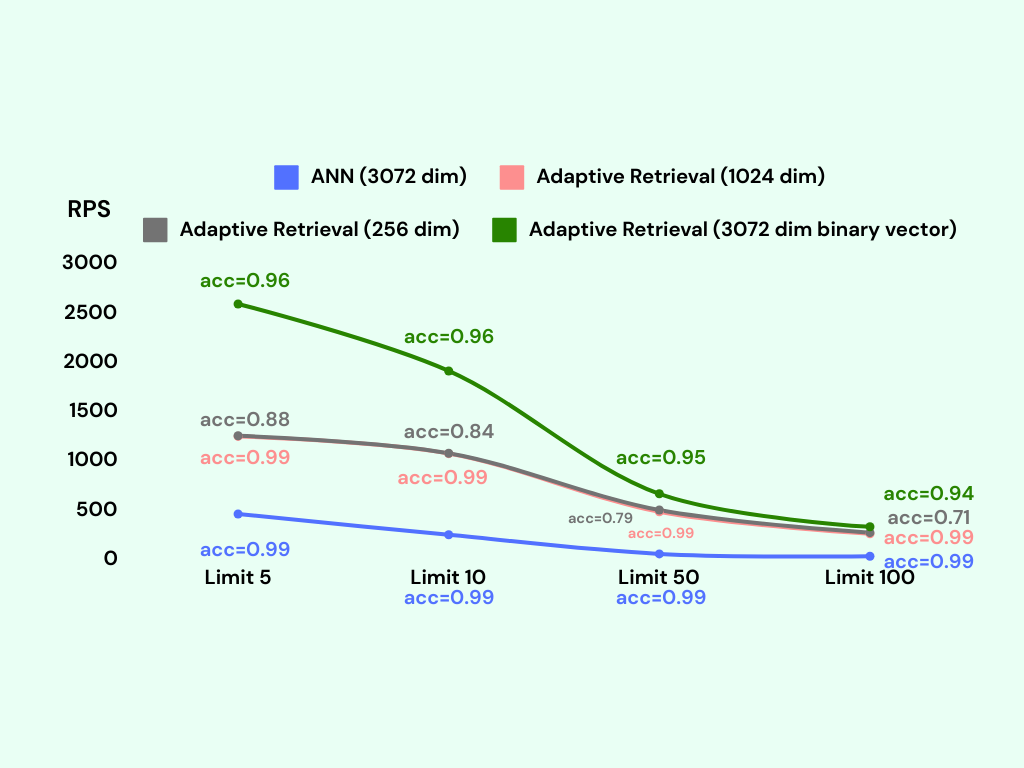 ANN (3072 dim) Adaptive Retrieval (1024 dim)
RPS
Adaptive Retrieval (256 dim) Adaptive Retrieval (3072 dim binary vector)
3000
acc=0.96
2500
acc=0.96
2000
1500
acc=0.88
acc=0.84
1000
acc=0.99
acc=0.95
acc=0.99
acc=0.94
500
acc=0.79
acc=0.71
acc=0.99
acc=0.99
acc=0.99
0
acc=0.99
Limit 5 Limit 10 Limit 50 Limit 100
acc=0.99 acc=0.99